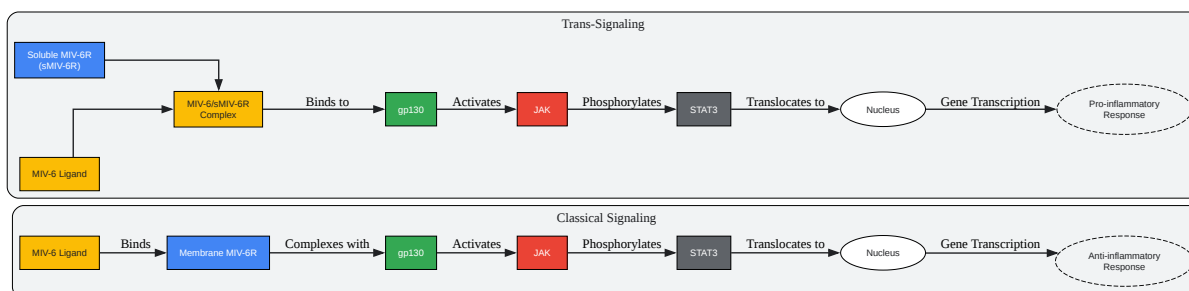 Trans-Signaling
Soluble MIV-6R
(sMIV-6R)
MIV-6/sMIV-6R
Complex
Binds to
gp130
Activates
JAK
Phosphorylates
STAT3
Translocates to
Nucleus
Gene Transcription
Pro-inflammatory
Response
MIV-6 Ligand
Classical Signaling
MIV-6 Ligand
Binds
Membrane MIV-6R
Complexes with
gp130
Activates
JAK
Phosphorylates
STAT3
Translocates to
Nucleus
Gene Transcription
Anti-inflammatory
Response